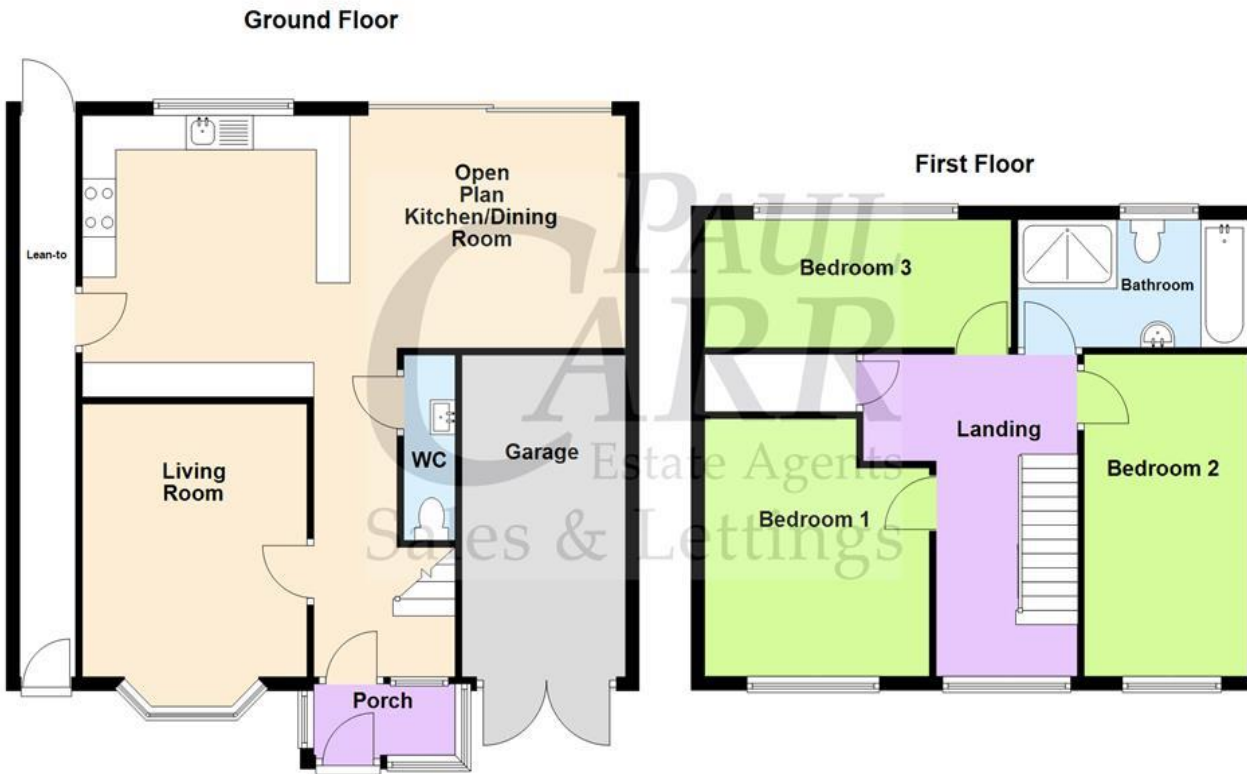 Ground Floor
Open
Plan
Kitchen/Dining
Room
Lean-to
Living
Room
WC
Garage
Porch
First Floor
Bedroom 3
Bathroom
Landing
Bedroom 2
Bedroom 1
PAUL
CARR
Estate Agents
Sales & Lettings